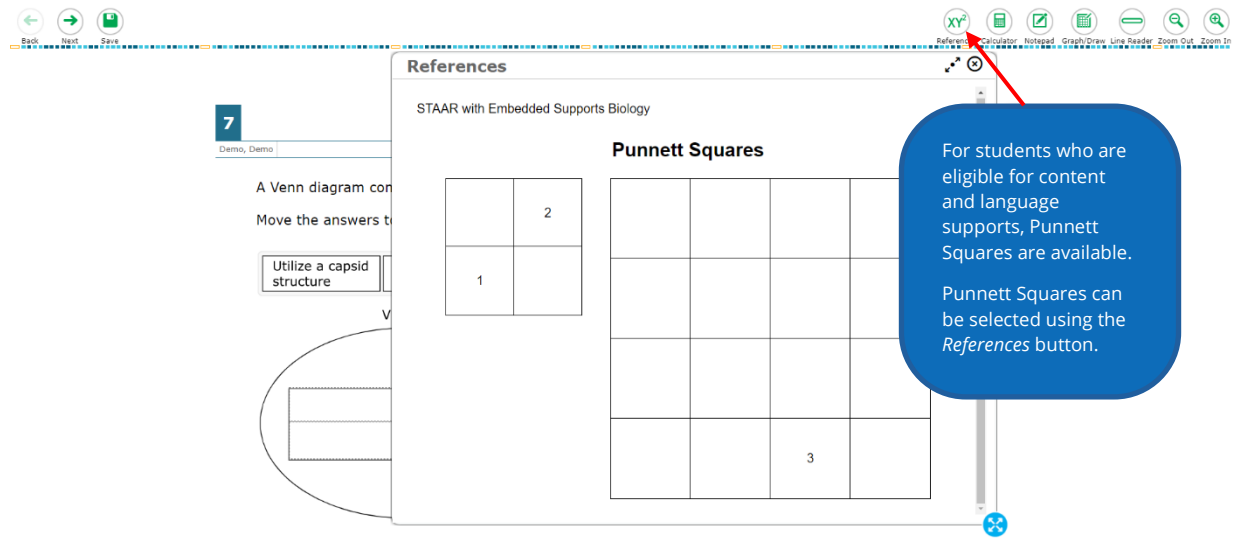 Back Next Save
References Calculator Notepad Graph/Draw Line Reader Zoom Out Zoom In
XY²
References
STAAR with Embedded Supports Biology
Punnett Squares
2
1
3
7
Demo, Demo
A Venn diagram con
Move the answers t
Utilize a capsid
structure
V
For students who are
eligible for content
and language
supports, Punnett
Squares are available.
Punnett Squares can
be selected using the
References button.